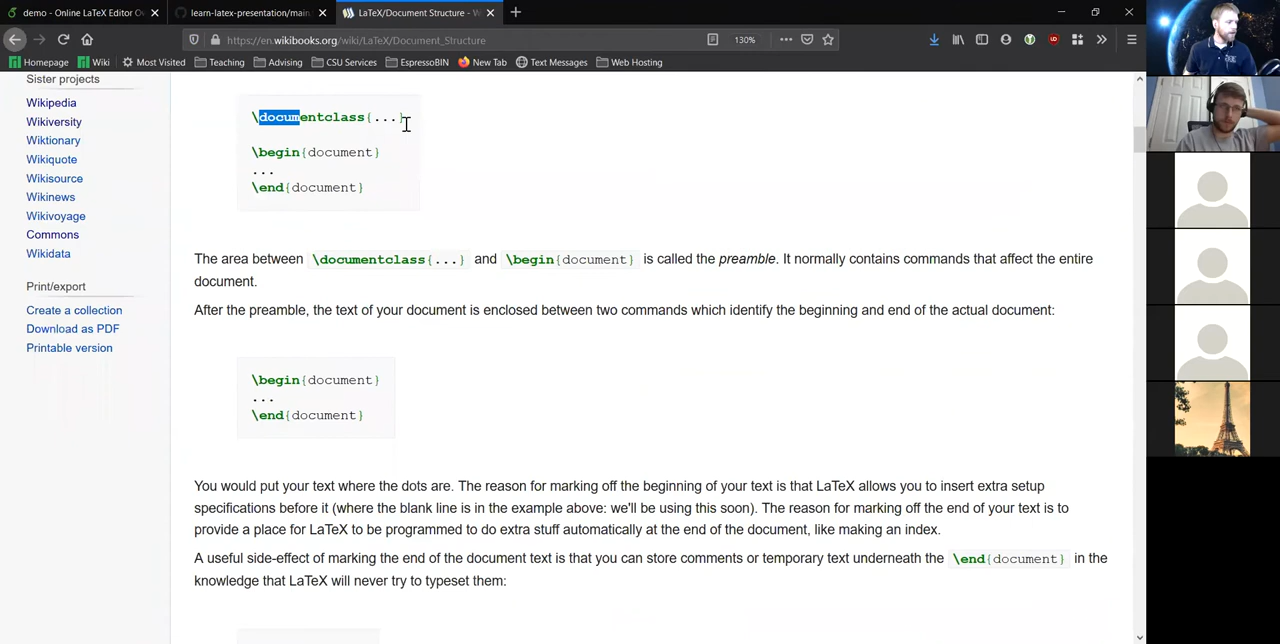 demo - Online LaTeX Editor Ov
learn-latex-presentation/main
LaTeX/Document Structure - W
https://en.wikibooks.org/wiki/LaTeX/Document_Structure
130%
Homepage
Wiki
Most Visited
Teaching
Advising
CSU Services
EspressoBIN
New Tab
Text Messages
Web Hosting
Sister projects
Wikipedia
Wikiversity
Wiktionary
Wikiquote
Wikisource
Wikinews
Wikivoyage
Commons
Wikidata
Print/export
Create a collection
Download as PDF
Printable version
\documentclass{...}
\begin{document}
...
\end{document}
The area between \documentclass{...} and \begin{document} is called the preamble. It normally contains commands that affect the entire
document.
After the preamble, the text of your document is enclosed between two commands which identify the beginning and end of the actual document:
\begin{document}
...
\end{document}
You would put your text where the dots are. The reason for marking off the beginning of your text is that LaTeX allows you to insert extra setup
specifications before it (where the blank line is in the example above: we'll be using this soon). The reason for marking off the end of your text is to
provide a place for LaTeX to be programmed to do extra stuff automatically at the end of the document, like making an index.
A useful side-effect of marking the end of the document text is that you can store comments or temporary text underneath the \end{document} in the
knowledge that LaTeX will never try to typeset them: